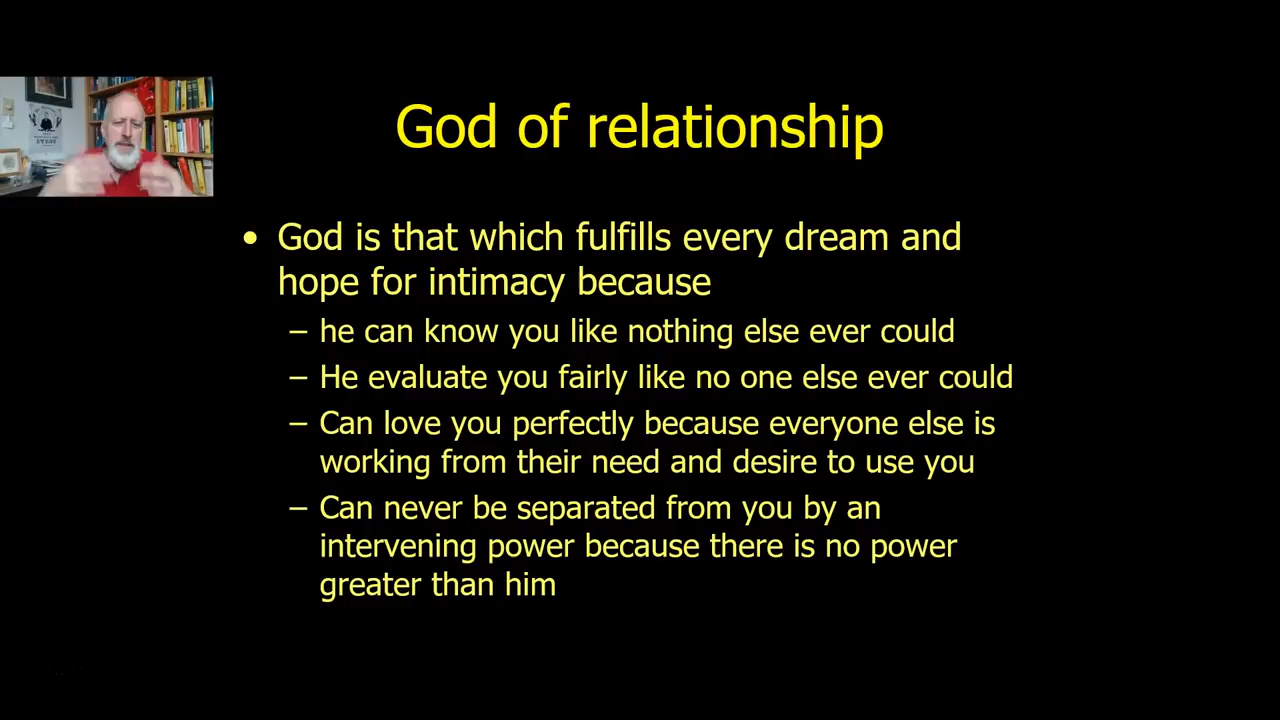 God of relationship
• God is that which fulfills every dream and
hope for intimacy because
– he can know you like nothing else ever could
– He evaluate you fairly like no one else ever could
– Can love you perfectly because everyone else is
working from their need and desire to use you
– Can never be separated from you by an
intervening power because there is no power
greater than him